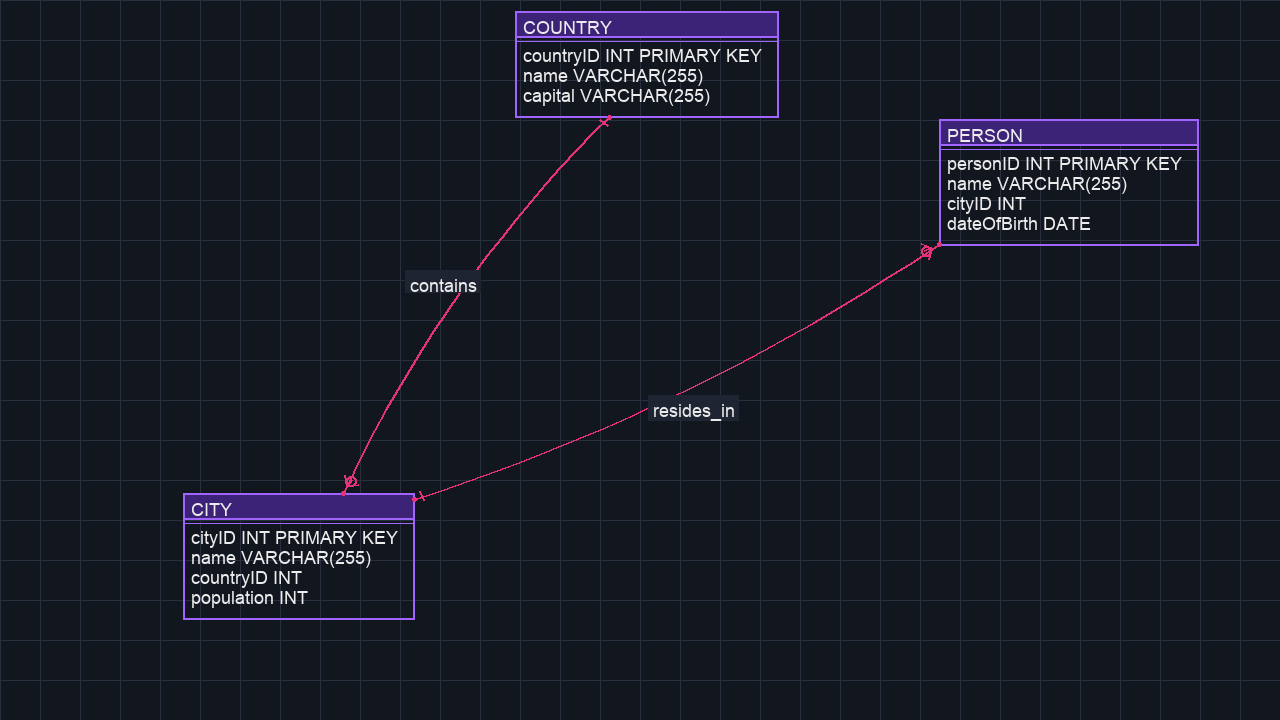 COUNTRY
countryID INT PRIMARY KEY
name VARCHAR(255)
capital VARCHAR(255)
PERSON
personID INT PRIMARY KEY
name VARCHAR(255)
cityID INT
dateOfBirth DATE
contains
resides_in
CITY
cityID INT PRIMARY KEY
name VARCHAR(255)
countryID INT
population INT